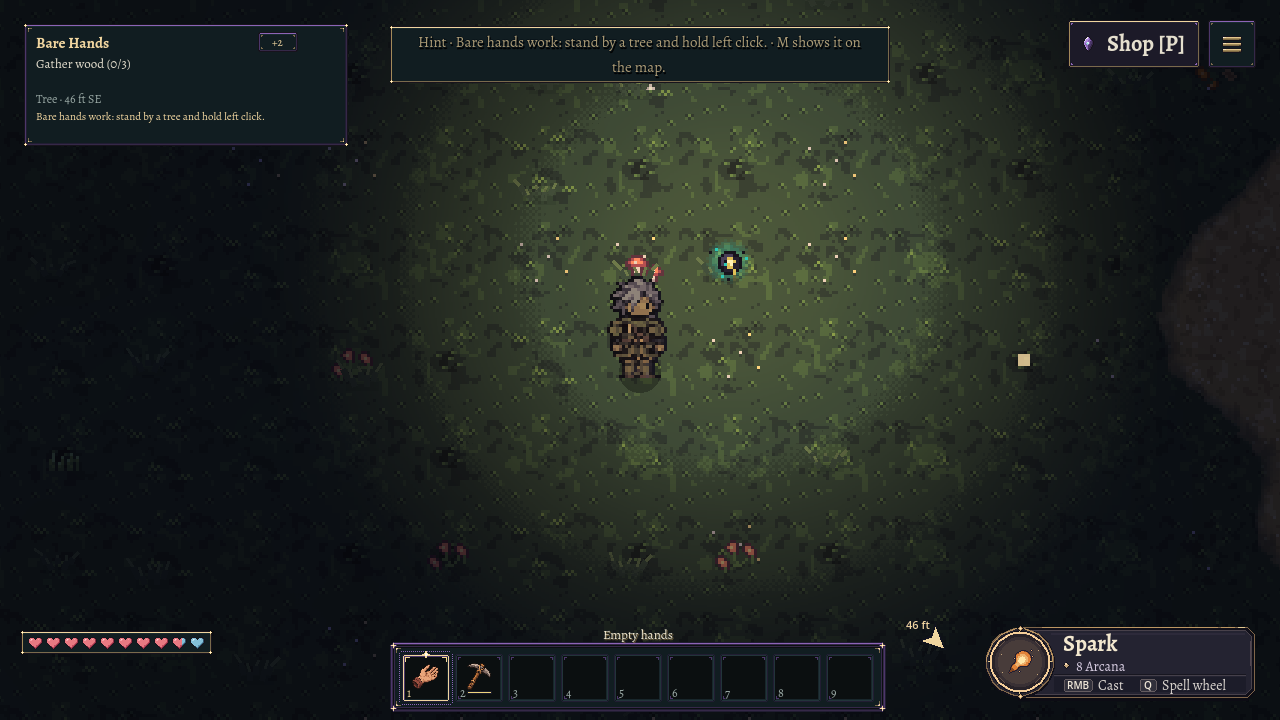 Bare Hands
+2
Gather wood (0/3)
Tree · 46 ft SE
Bare hands work: stand by a tree and hold left click.
Hint · Bare hands work: stand by a tree and hold left click. · M shows it on
the map.
Shop [P]
46 ft
Empty hands
1
2
3
4
5
6
7
8
9
Spark
8 Arcana
RMB Cast Q Spell wheel